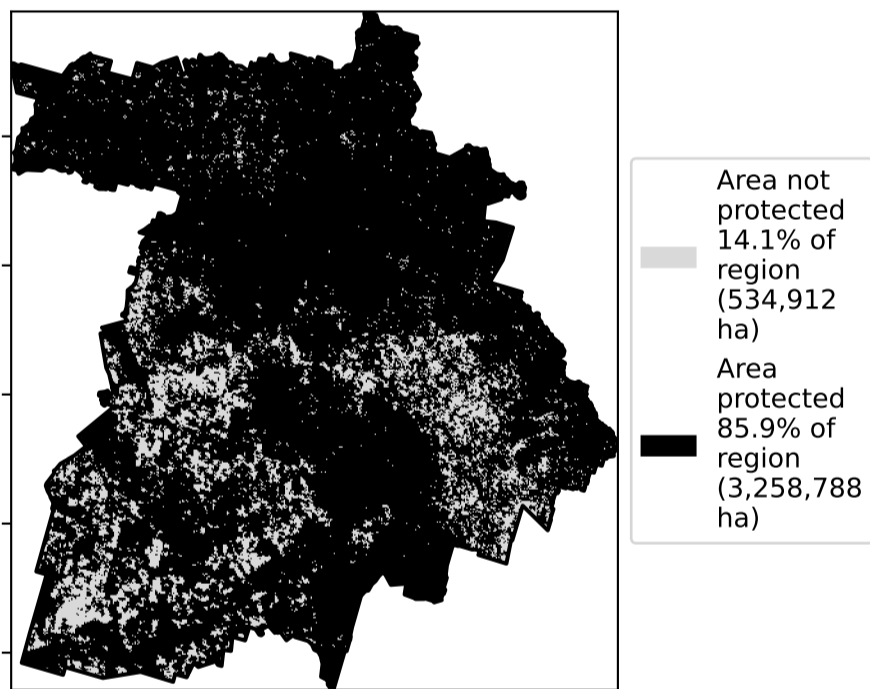 Area not
protected
14.1% of
region
(534,912
ha)
Area
protected
85.9% of
region
(3,258,788
ha)